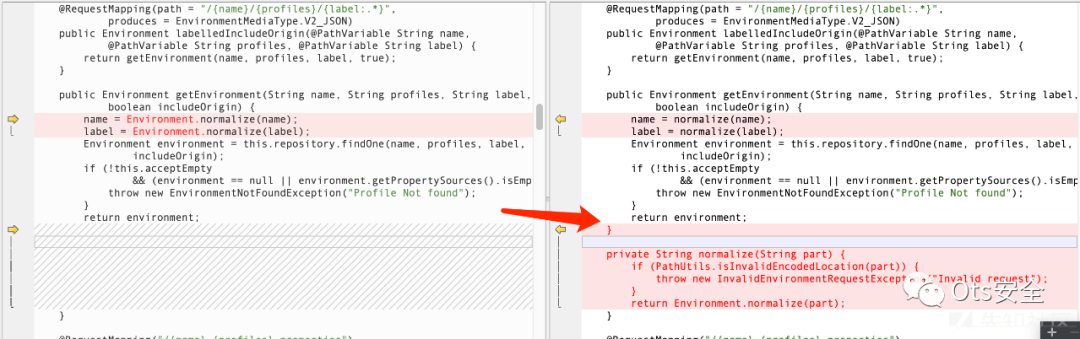 @RequestMapping(path = "/{name}/{profiles}/{label:.*}",
produces = EnvironmentMediaType.V2_JSON)
public Environment labelledIncludeOrigin(@PathVariable String name,
@PathVariable String profiles, @PathVariable String label) {
return getEnvironment(name, profiles, label, true);
}
public Environment getEnvironment(String name, String profiles, String label,
boolean includeOrigin) {
name = Environment.normalize(name);
label = Environment.normalize(label);
Environment environment = this.repository.findOne(name, profiles, label,
includeOrigin);
if (!this.acceptEmpty
&& (environment == null || environment.getPropertySources().isEmp
throw new EnvironmentNotFoundException("Profile Not found");
}
return environment;
}
@RequestMapping("/{name}-{profiles}.properties")
@RequestMapping(path = "/{name}/{profiles}/{label:.*}",
produces = EnvironmentMediaType.V2_JSON)
public Environment labelledIncludeOrigin(@PathVariable String name,
@PathVariable String profiles, @PathVariable String label) {
return getEnvironment(name, profiles, label, true);
}
public Environment getEnvironment(String name, String profiles, String label,
boolean includeOrigin) {
name = normalize(name);
label = normalize(label);
Environment environment = this.repository.findOne(name, profiles, label,
includeOrigin);
if (!this.acceptEmpty
&& (environment == null || environment.getPropertySources().isEmp
throw new EnvironmentNotFoundException("Profile Not found");
}
return environment;
}
private String normalize(String part) {
if (PathUtils.isInvalidEncodedLocation(part)) {
throw new InvalidEnvironmentRequestException("Invalid request");
}
return Environment.normalize(part);
}
@RequestMapping("/{name}-{profiles}.properties")
Ots安全
先知社区